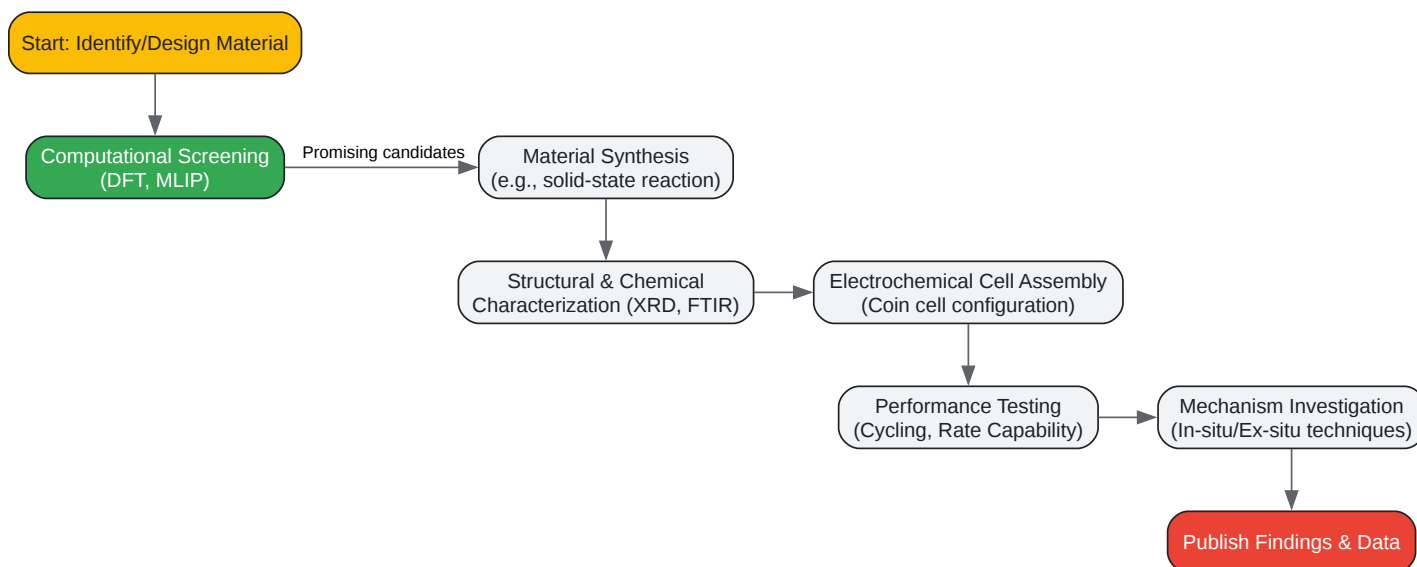 Start: Identify/Design Material
Computational Screening
(DFT, MLIP)
Promising candidates
Material Synthesis
(e.g., solid-state reaction)
Structural & Chemical
Characterization (XRD, FTIR)
Electrochemical Cell Assembly
(Coin cell configuration)
Performance Testing
(Cycling, Rate Capability)
Mechanism Investigation
(In-situ/Ex-situ techniques)
Publish Findings & Data